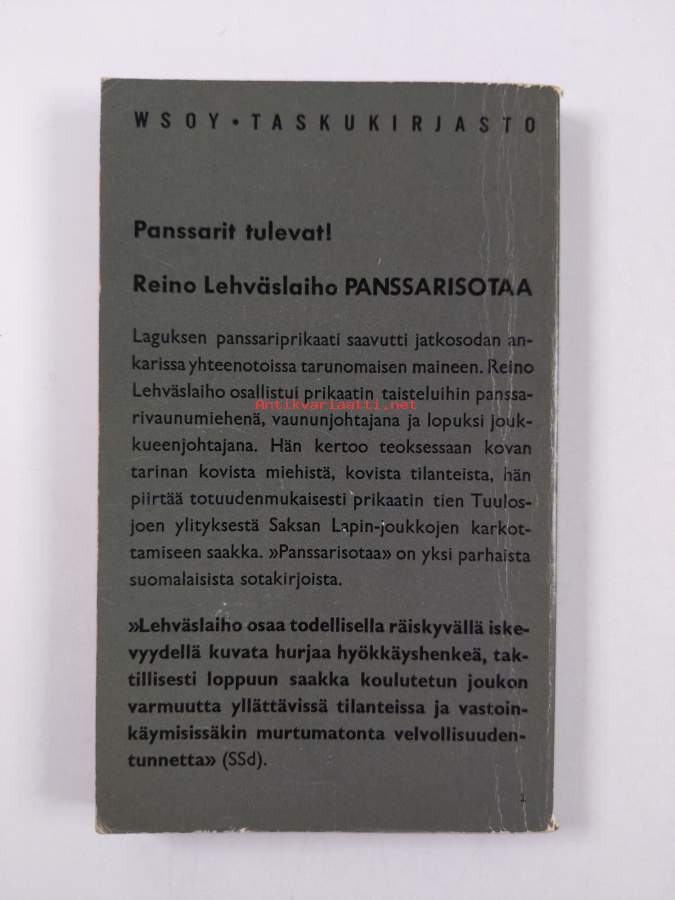 WSOY • TASKUKIRJASTO
Panssarit tulevat!
Reino Lehväslaiho PANSSARISOTAA
Laguksen panssariprikaati saavutti jatkosodan an-
karissa yhteenotoissa tarunomaisen maineen. Reino
Lehväslaiho osallistui prikaatin taisteluihin panssa-
Antikvariaatti.net
rivaunumiehenä, vaununjohtajana ja lopuksi jouk-
kueenjohtajana. Hän kertoo teoksessaan kovan
tarinan kovista miehistä, kovista tilanteista, hän
piirtää totuudenmukaisesti prikaatin tien Tuulos-
joen ylityksestä Saksan Lapin-joukkojen karkot-
tamiseen saakka. »Panssarisotaa» on yksi parhaista
suomalaisista sotakirjoista.
»Lehväslaiho osaa todellisella räiskyvällä iske-
vyydellä kuvata hurjaa hyökkäyshenkeä, tak-
tillisesti loppuun saakka koulutetun joukon
varmuutta yllättävissä tilanteissa ja vastoin-
käymisissäkin murtumatonta velvollisuuden-
tunnetta» (SSd).
1